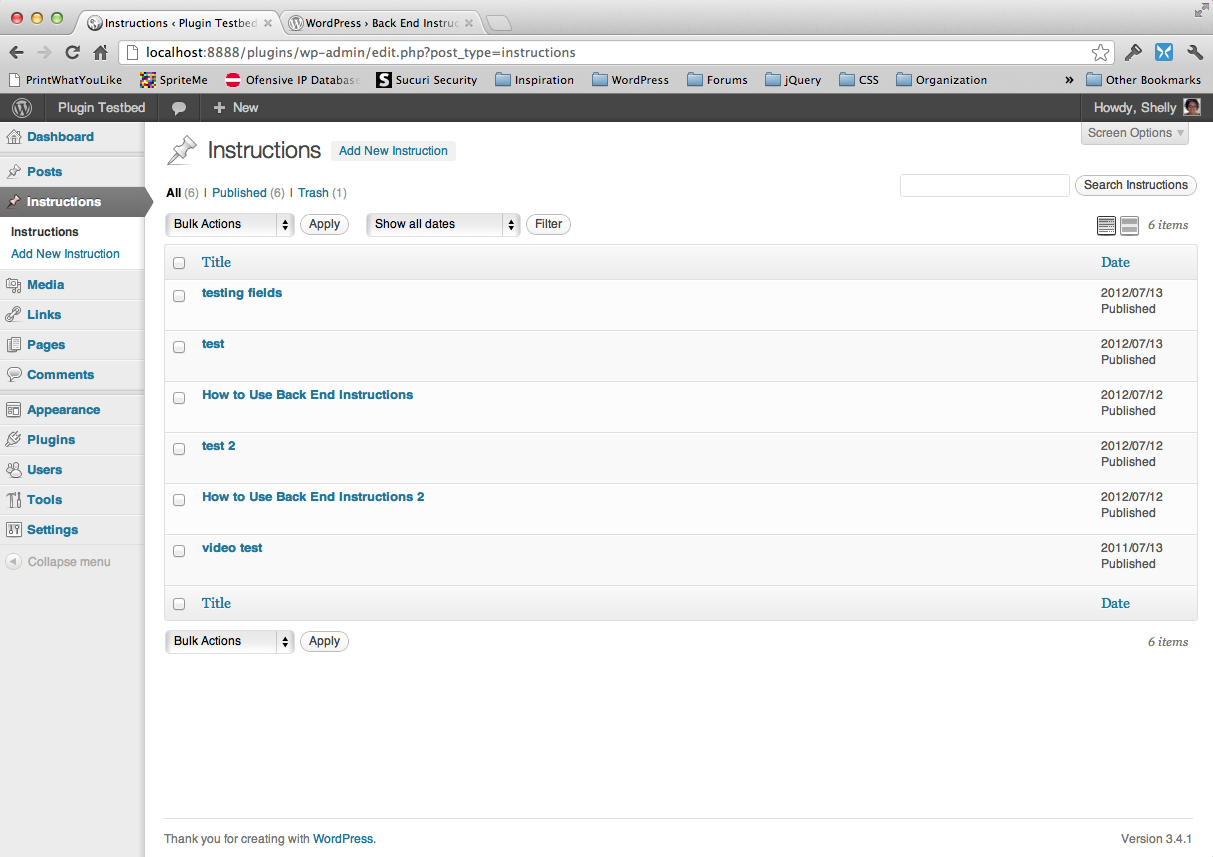 Instructions ‹ Plugin Testbed
WordPress › Back End Instruc
localhost:8888/plugins/wp-admin/edit.php?post_type=instructions
PrintWhatYouLike SpriteMe Ofensive IP Database Sucuri Security Inspiration WordPress Forums jQuery CSS Organization » Other Bookmarks
Plugin Testbed + New Howdy, Shelly
Screen Options
Dashboard
Posts
Instructions
Instructions
Add New Instruction
Media
Links
Pages
Comments
Appearance
Plugins
Users
Tools
Settings
Collapse menu
Instructions Add New Instruction
All (6) | Published (6) | Trash (1)
Search Instructions
Bulk Actions Apply Show all dates Filter 6 items
Title Date
testing fields 2012/07/13
Published
test 2012/07/13
Published
How to Use Back End Instructions 2012/07/12
Published
test 2 2012/07/12
Published
How to Use Back End Instructions 2 2012/07/12
Published
video test 2011/07/13
Published
Title Date
Bulk Actions Apply 6 items
Thank you for creating with WordPress. Version 3.4.1